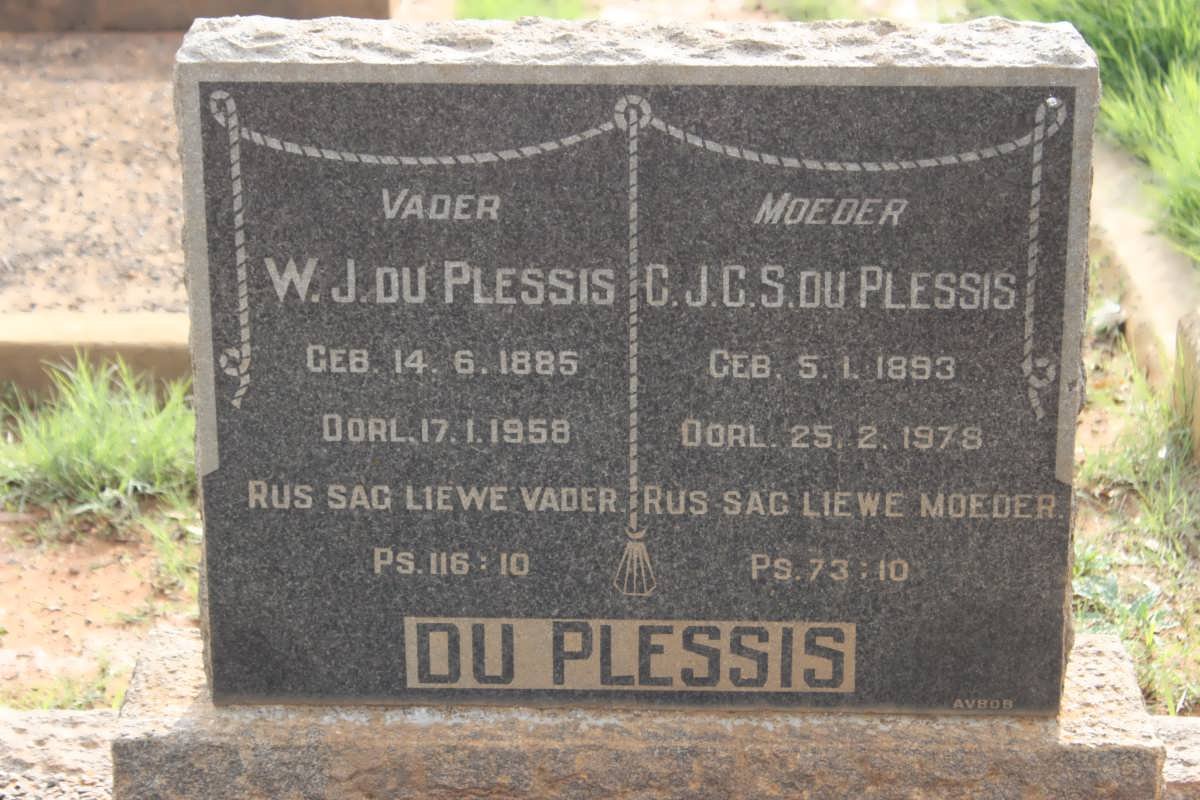 VADER
W. J. DU PLESSIS
GEB. 14. 6. 1885
OORL. 17. 1. 1958
RUS SAG LIEWE VADER.
PS. 116 : 10
MOEDER
C. J. C. S. DU PLESSIS
GEB. 5. 1. 1893
OORL. 25. 2. 1978
RUS SAG LIEWE MOEDER.
PS. 73 : 10
DU PLESSIS
AVBOB